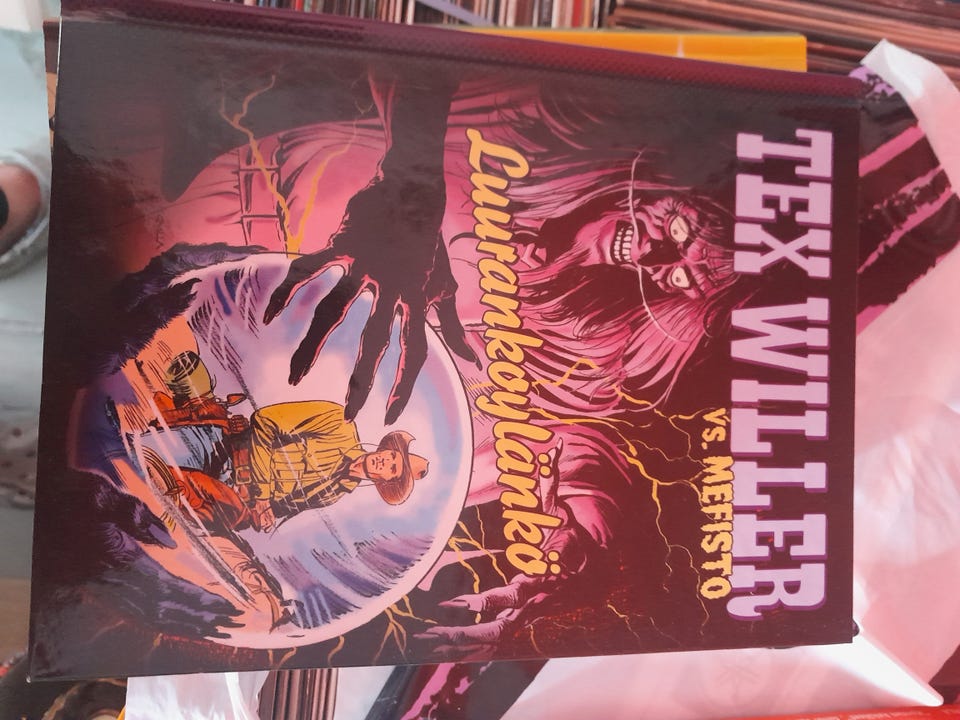 TEX WILLER
VS. MEFISTO
Luurankoylänkö